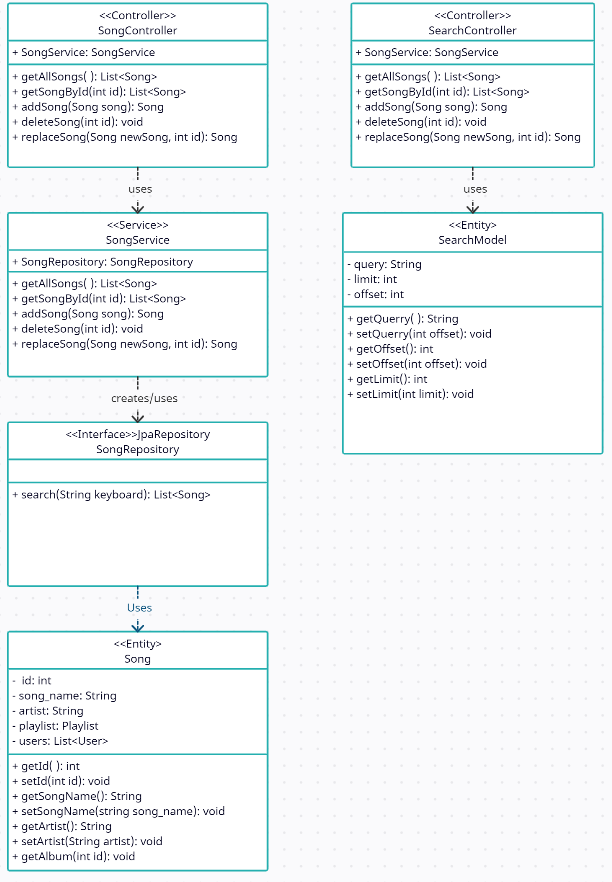 <<Controller>>
SongController
+ SongService: SongService
+ getAllSongs( ): List<Song>
+ getSongById(int id): List<Song>
+ addSong(Song song): Song
+ deleteSong(int id): void
+ replaceSong(Song newSong, int id): Song
uses
<<Service>>
SongService
+ SongRepository: SongRepository
+ getAllSongs( ): List<Song>
+ getSongById(int id): List<Song>
+ addSong(Song song): Song
+ deleteSong(int id): void
+ replaceSong(Song newSong, int id): Song
creates/uses
<<Interface>>JpaRepository
SongRepository
+ search(String keyboard): List<Song>
Uses
<<Entity>
Song
- id: int
- song_name: String
- artist: String
- playlist: Playlist
- users: List<User>
+ getId( ): int
+ setId(int id): void
+ getSongName(): String
+ setSongName(string song_name): void
+ getArtist(): String
+ setArtist(String artist): void
+ getAlbum(int id): void
<<Controller>>
SearchController
+ SongService: SongService
+ getAllSongs( ): List<Song>
+ getSongById(int id): List<Song>
+ addSong(Song song): Song
+ deleteSong(int id): void
+ replaceSong(Song newSong, int id): Song
uses
<<Entity>
SearchModel
- query: String
- limit: int
- offset: int
+ getQuerry( ): String
+ setQuerry(int offset): void
+ getOffset(): int
+ setOffset(int offset): void
+ getLimit(): int
+ setLimit(int limit): void